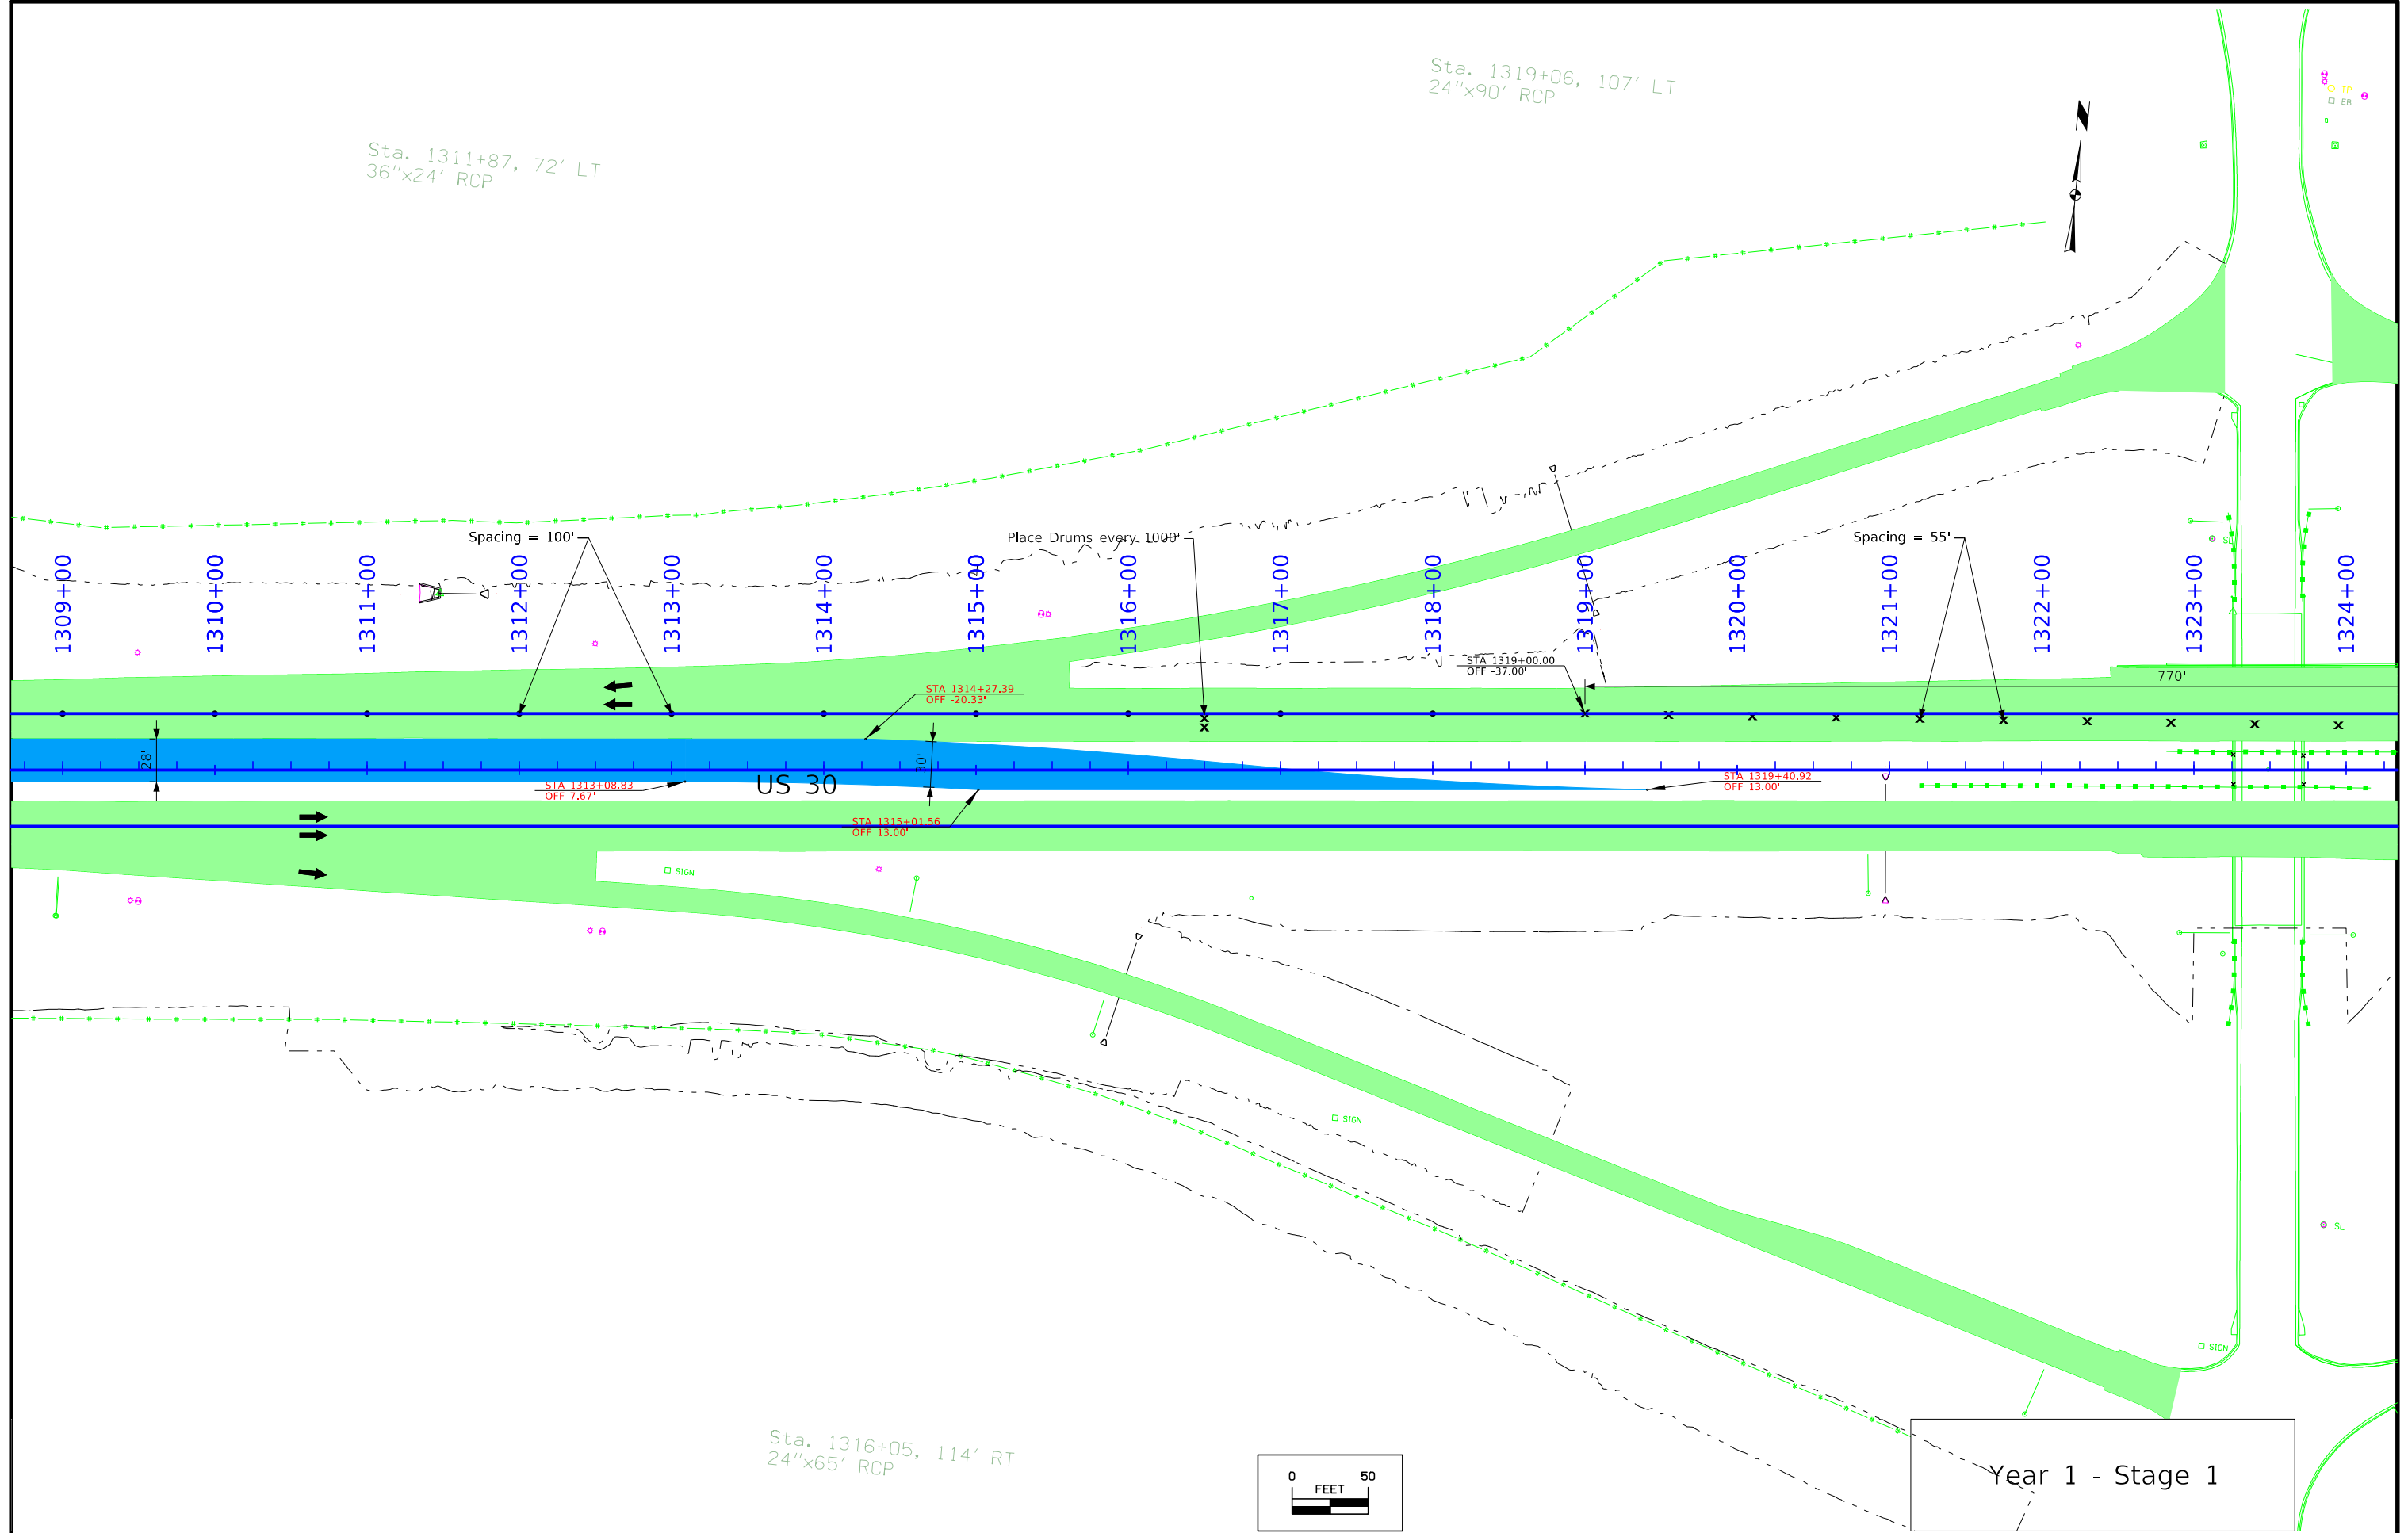 Sta. 1319+06, 107' LT
24"x90' RCP
N
TP
EB
Sta. 1311+87, 72' LT
36"x24' RCP
Spacing = 100'
Place Drums every 1000'
Spacing = 55'
SL
1309+00
1310+00
1311+00
1312+00
1313+00
1314+00
1315+00
1316+00
1317+00
1318+00
1319+00
1320+00
1321+00
1322+00
1323+00
1324+00
STA 1319+00.00
OFF -37.00'
770'
STA 1314+27.39
OFF -20.33'
28'
30'
STA 1313+08.83
OFF 7.67'
US 30
STA 1319+40.92
OFF 13.00'
STA 1315+01.56
OFF 13.00'
SIGN
SIGN
SL
SIGN
Sta. 1316+05, 114' RT
24"x65' RCP
0 50
FEET
Year 1 - Stage 1